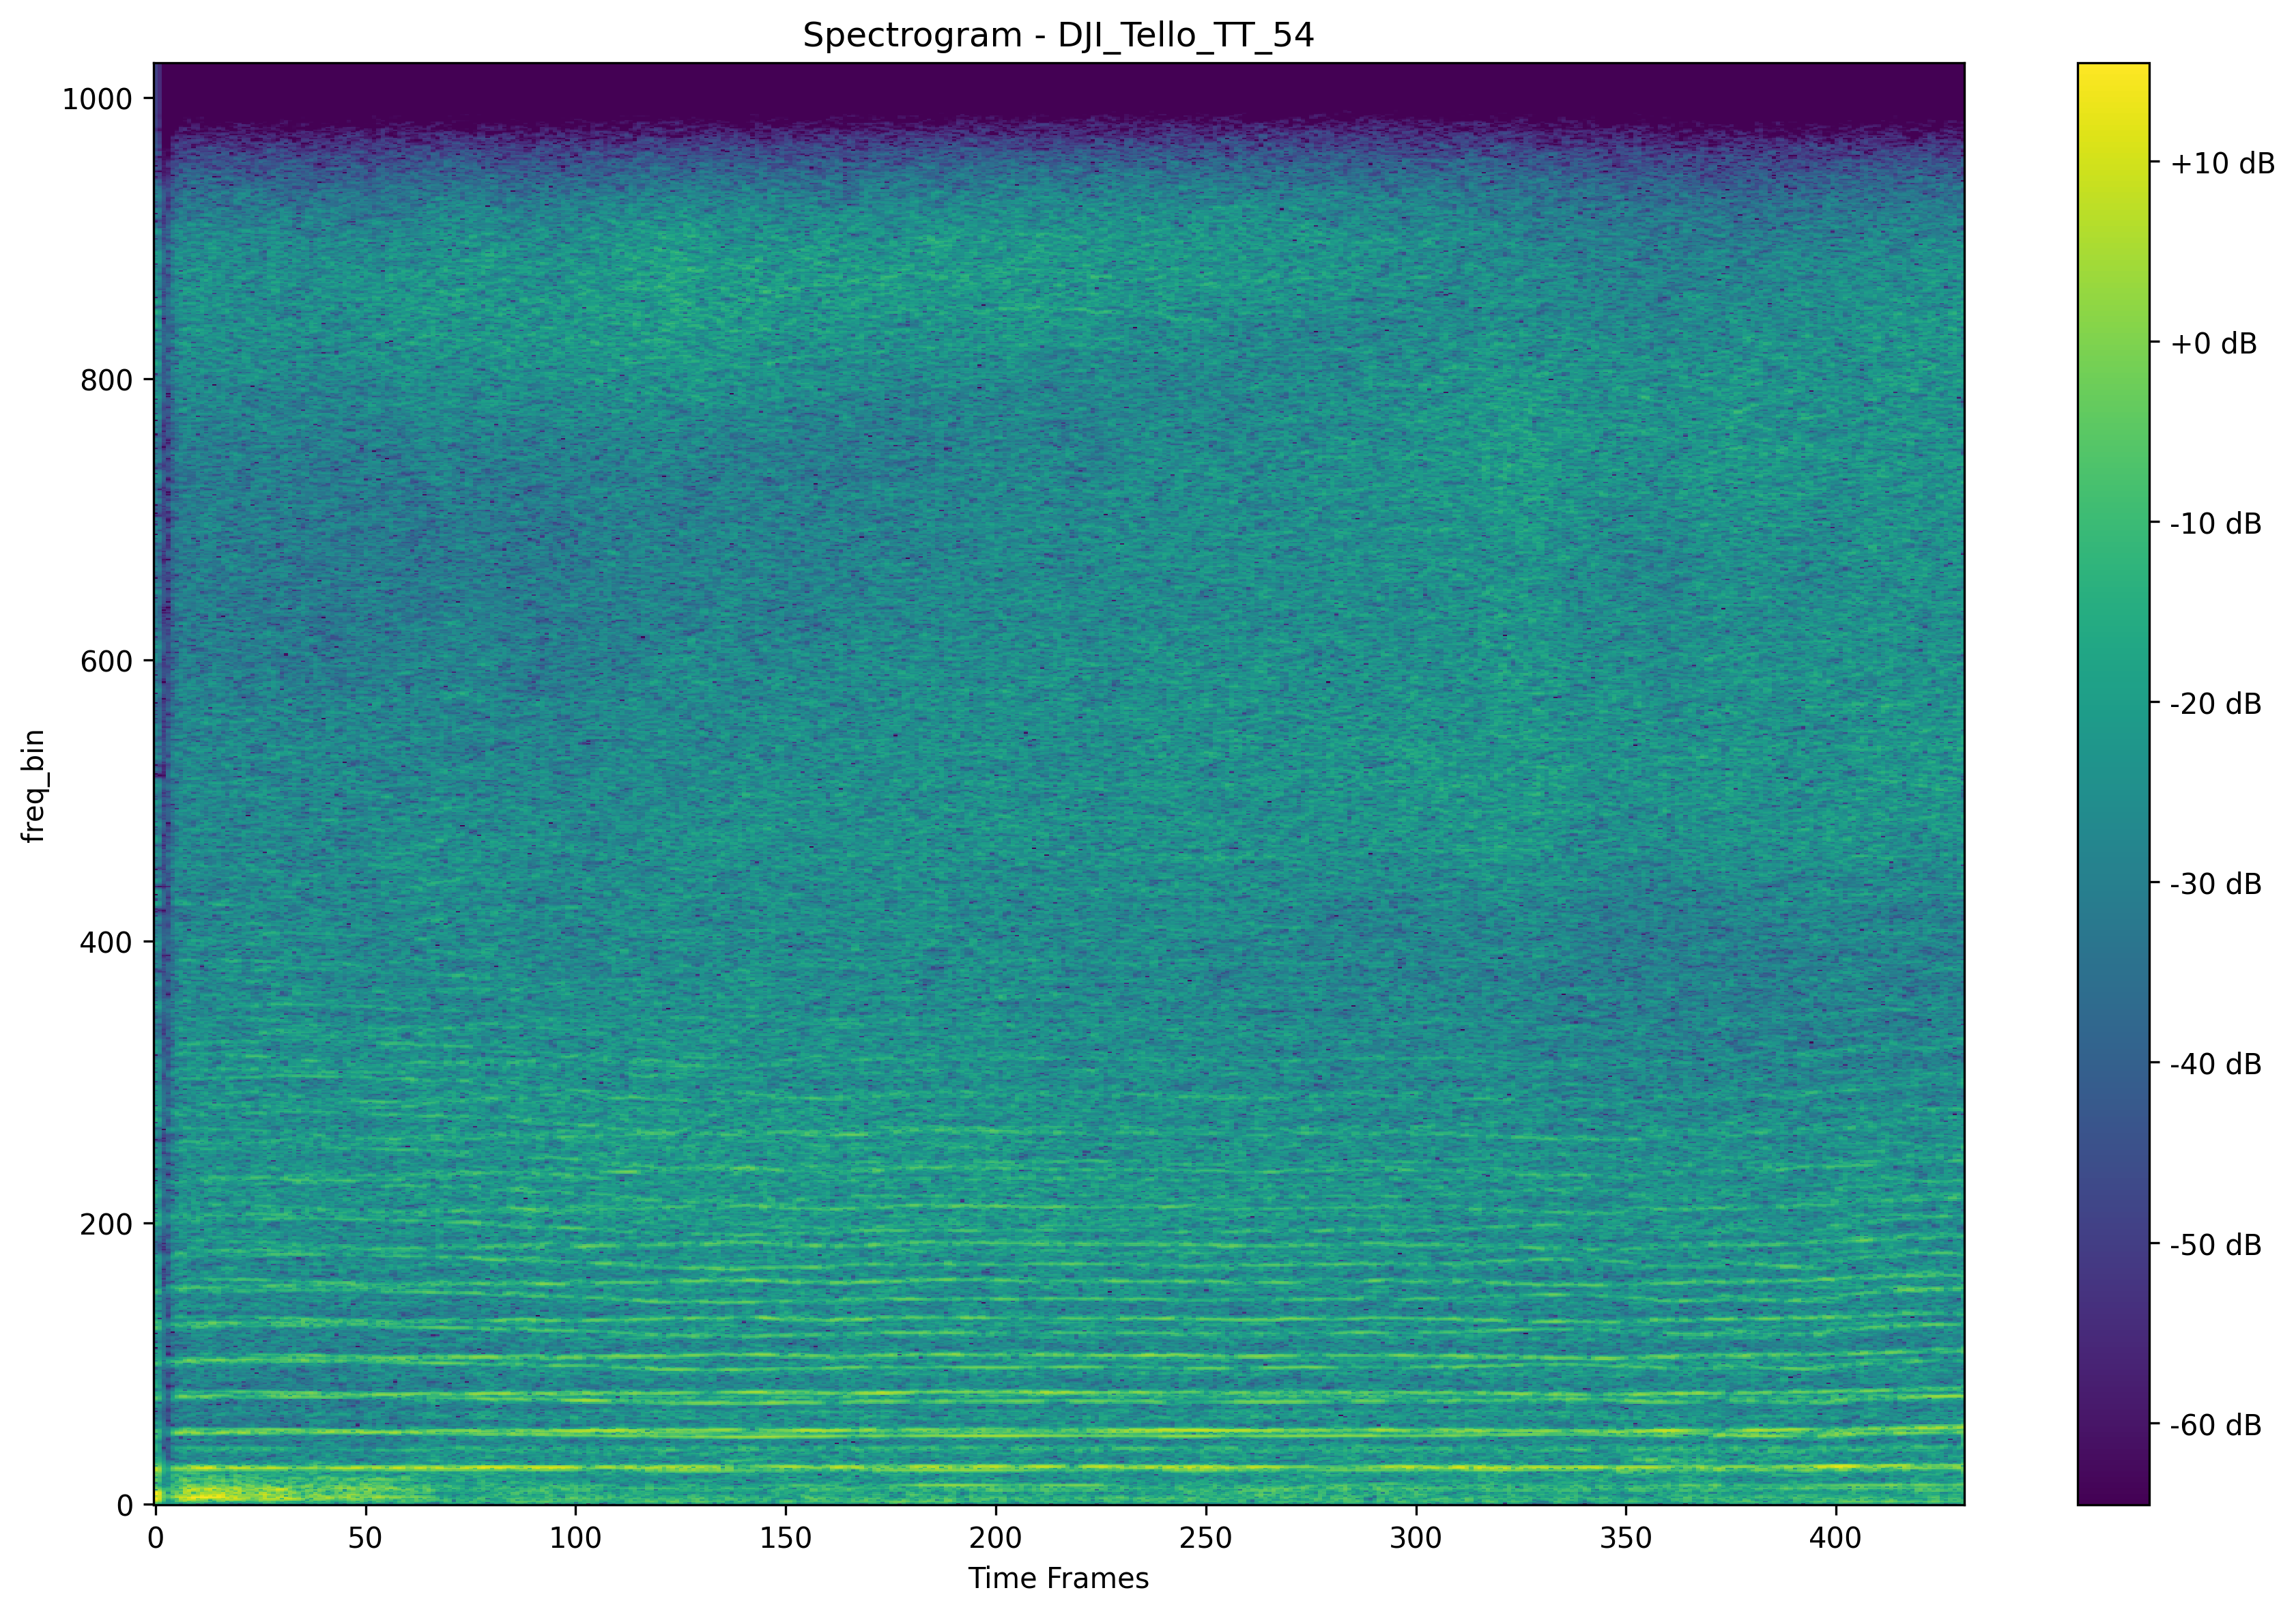 Spectrogram - DJI_Tello_TT_54
1000
800
600
400
200
0
freq_bin
0 50 100 150 200 250 300 350 400
Time Frames
+10 dB
+0 dB
-10 dB
-20 dB
-30 dB
-40 dB
-50 dB
-60 dB